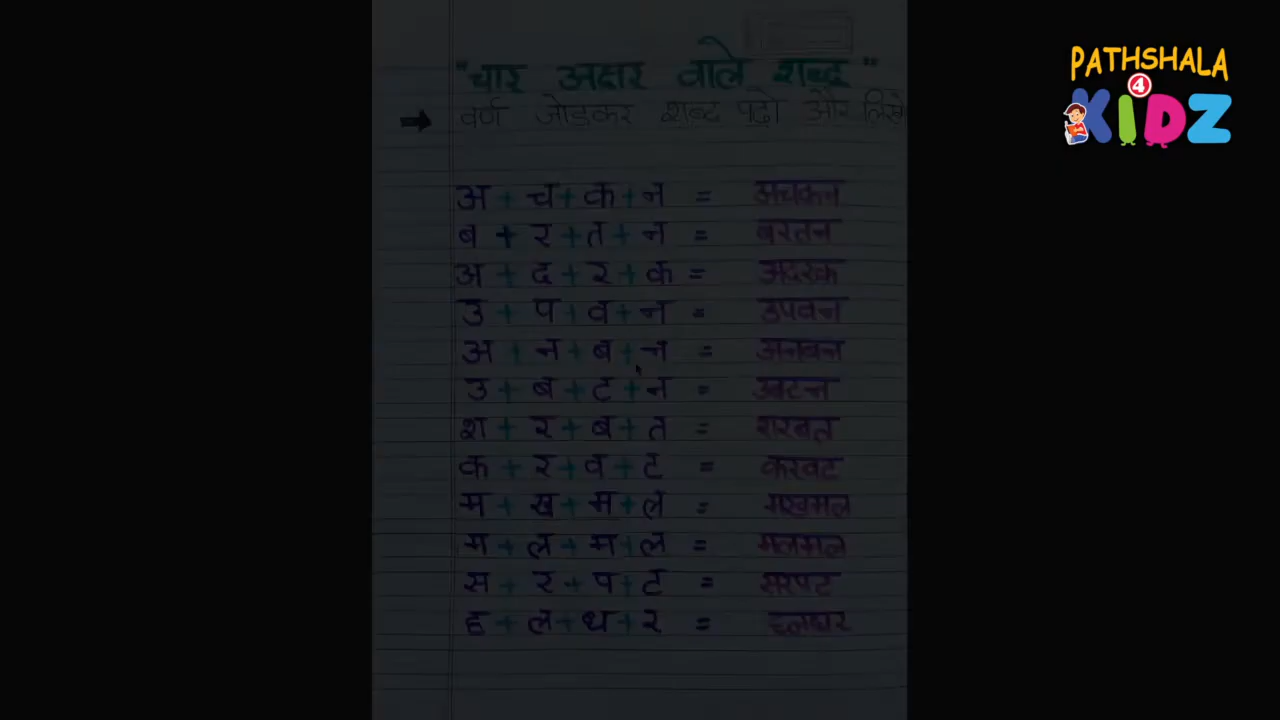 "चार अक्षर वाले शब्द"
→ वर्ण जोडकर शब्द पढो और लिखे
अ + च + क + न = अचकन
ब + र + त + न = बरतन
अ + द + र + क = अदरक
उ + प + व + न = उपवन
अ + न + ब + न = अनबन
उ + ब + ट + न = उबटन
श + र + ब + त = शरबत
क + र + व + ट = करवट
म + ख + म + ल = मखमल
म + ल + म + ल = मलमल
स + र + प + ट = सरपट
ह + ल + ध + र = हलधर
PATHSHALA
4
KIDZ